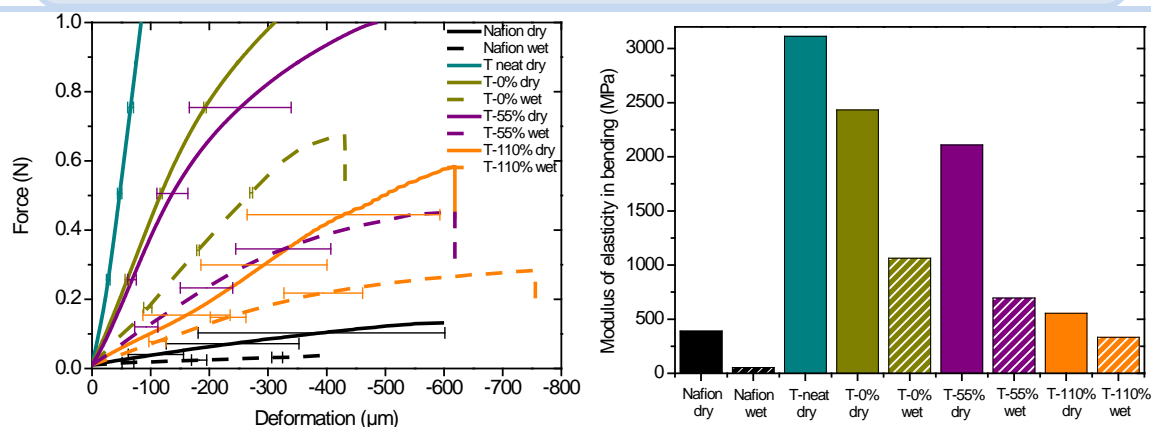 Force (N)
1.0
0.8
0.6
0.4
0.2
0.0
0
-100
-200
-300
-400
-500
-600
-700
-800
Deformation (µm)
Nafion dry
Nafion wet
T neat dry
T-0% dry
T-0% wet
T-55% dry
T-55% wet
T-110% dry
T-110% wet
Modulus of elasticity in bending (MPa)
3000
2500
2000
1500
1000
500
0
Nafion
dry
Nafion
wet
T-neat
dry
T-0%
dry
T-0%
wet
T-55%
dry
T-55%
wet
T-110%
dry
T-110%
wet